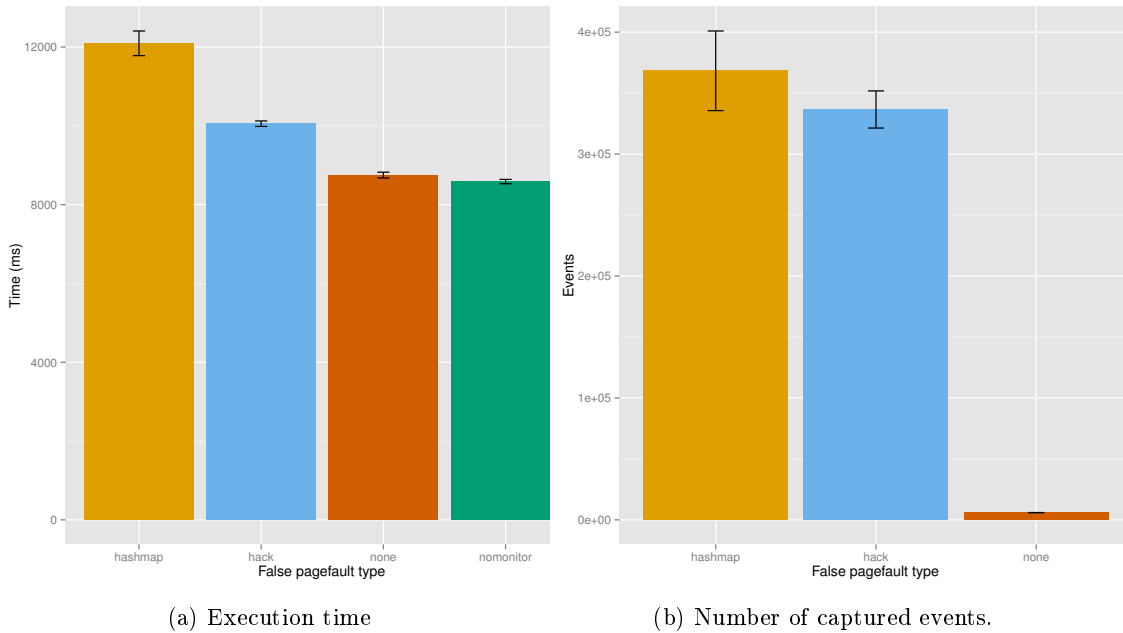 12000
8000
4000
0
Time (ms)
hashmap
hack
none
nomonitor
False pagefault type
(a) Execution time
4e+05
3e+05
2e+05
1e+05
0e+00
Events
hashmap
hack
none
False pagefault type
(b) Number of captured events.